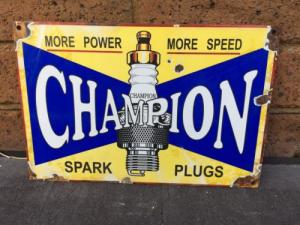 MORE POWER MORE SPEED
CHAMPION
CHAMPION
SPARK PLUGS